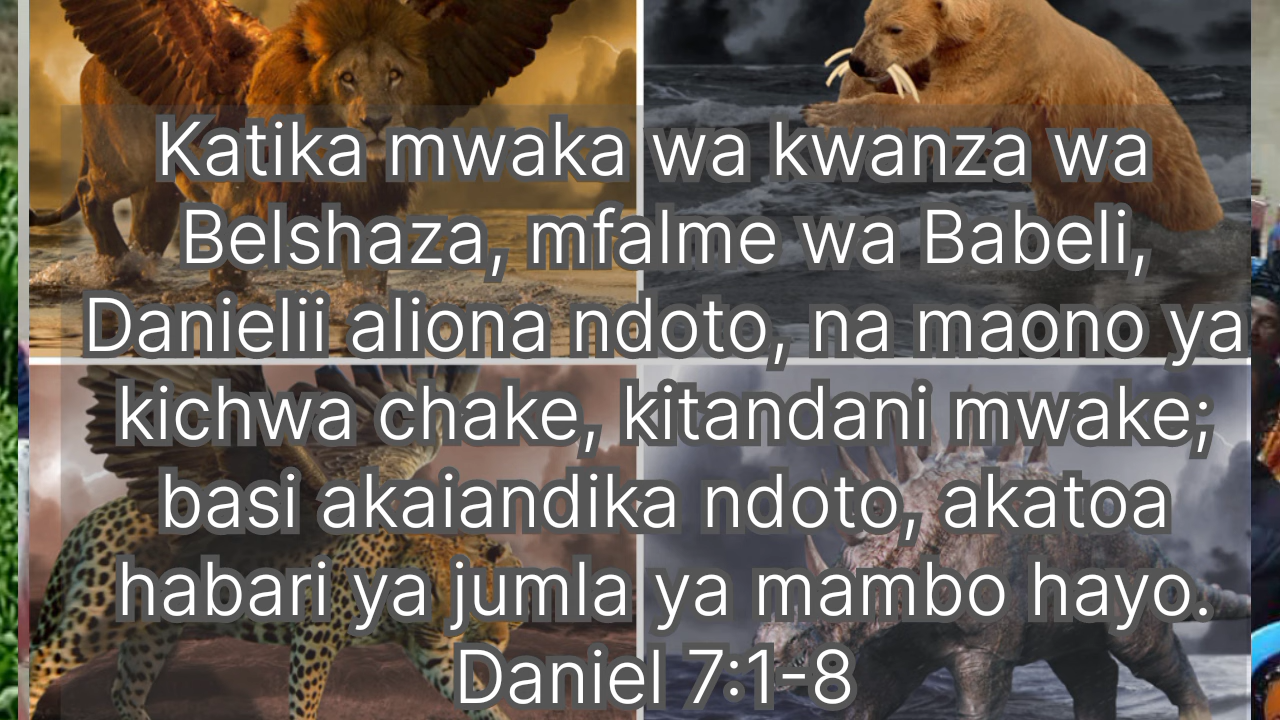 Katika mwaka wa kwanza wa
Belshaza, mfalme wa Babeli,
Danielii aliona ndoto, na maono ya
kichwa chake, kitandani mwake;
basi akaiandika ndoto, akatoa
habari ya jumla ya mambo hayo.
Daniel 7:1-8